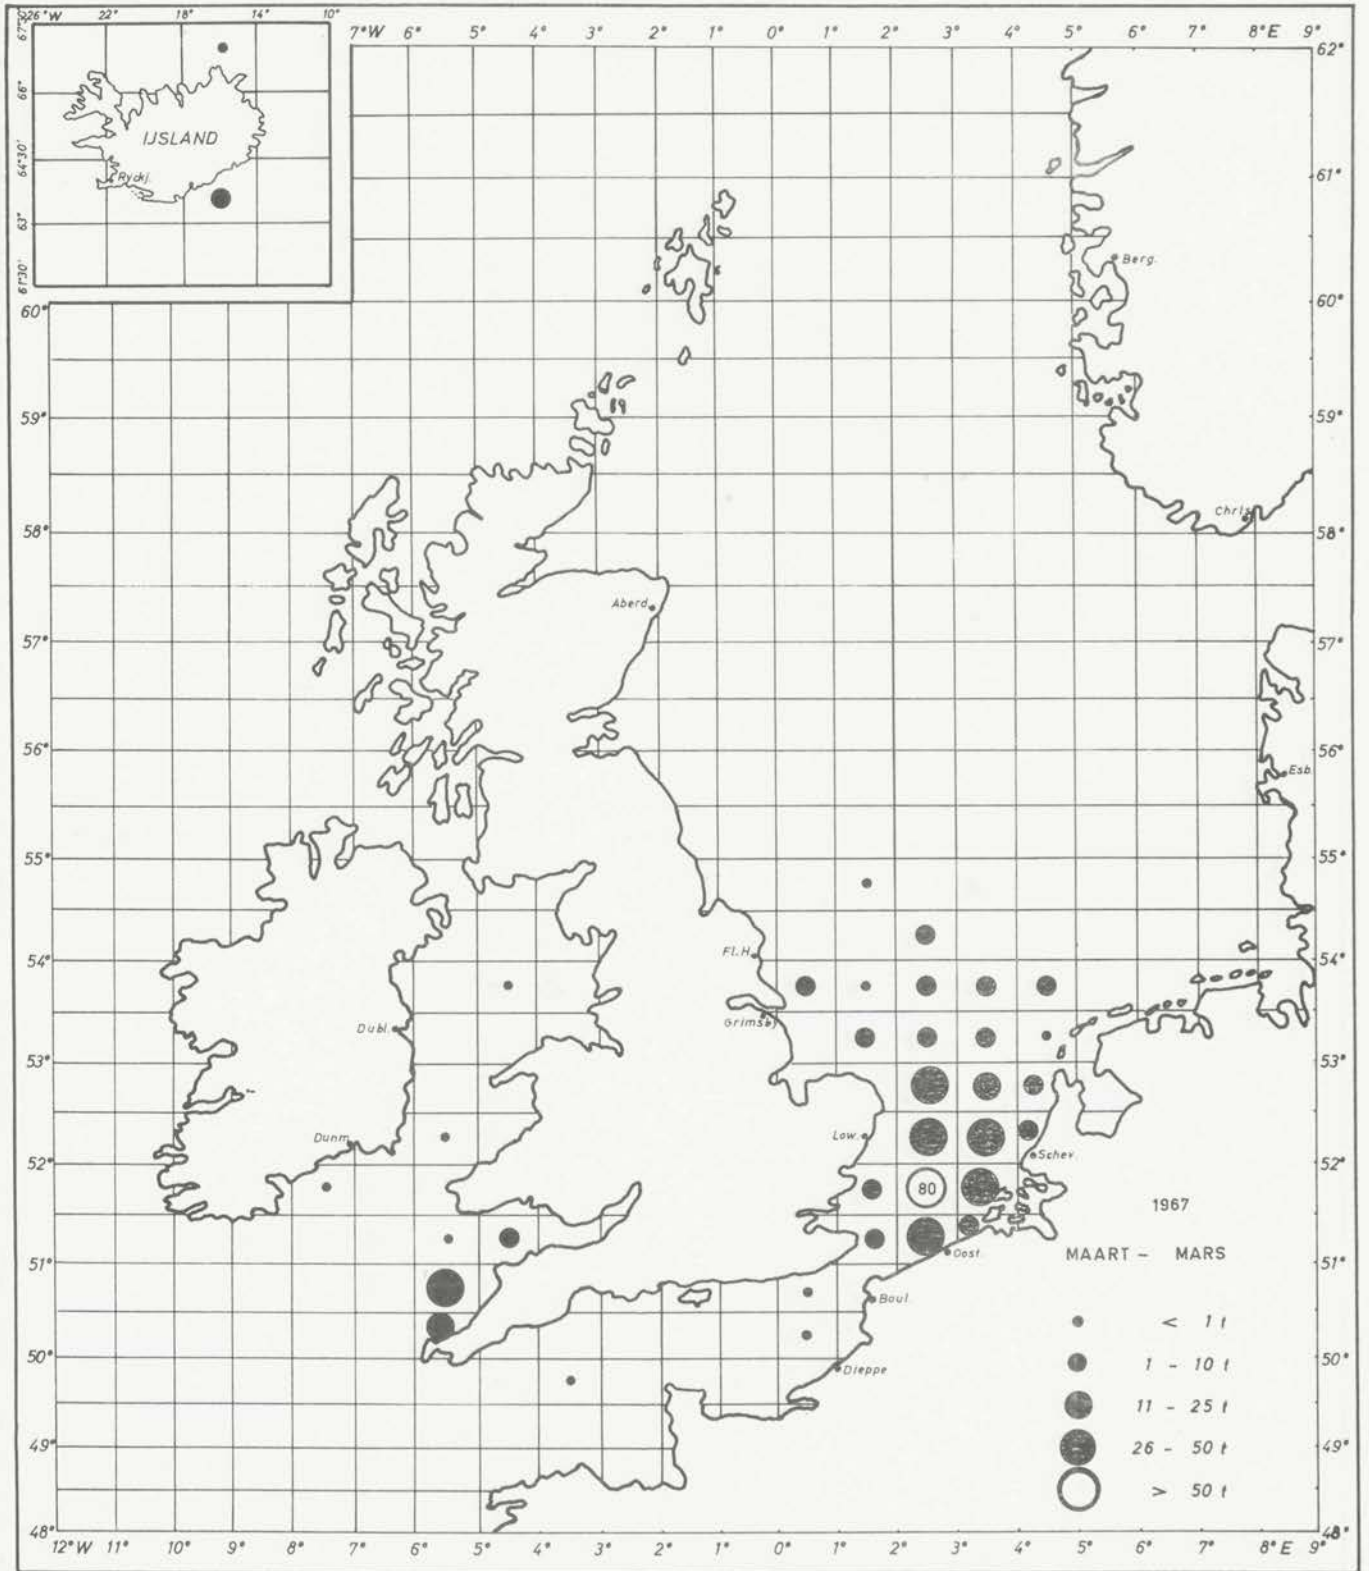 26°W 22° 18° 14° 10°
67°30'
66°
64°30'
63°
61°30'
IJSLAND
Ryckj.
7°W 6° 5° 4° 3° 2° 1° 0° 1° 2° 3° 4° 5° 6° 7° 8°E 9°
62°
61°
Berg.
60° 60°
59° 59°
Chris
58° 58°
Aberd.
57° 57°
56° 56°
Esb.
55° 55°
Fl.H.
54° 54°
Grimsby
Dubl.
53° 53°
Low.
Dunm.
Schev.
52° 52°
80
1967
Oost.
MAART - MARS
51° 51°
Boul.
< 1 t
50° 50°
1 - 10 t
Dieppe
11 - 25 t
49° 49°
26 - 50 t
> 50 t
48° 48°
12°W 11° 10° 9° 8° 7° 6° 5° 4° 3° 2° 1° 0° 1° 2° 3° 4° 5° 6° 7° 8°E 9°